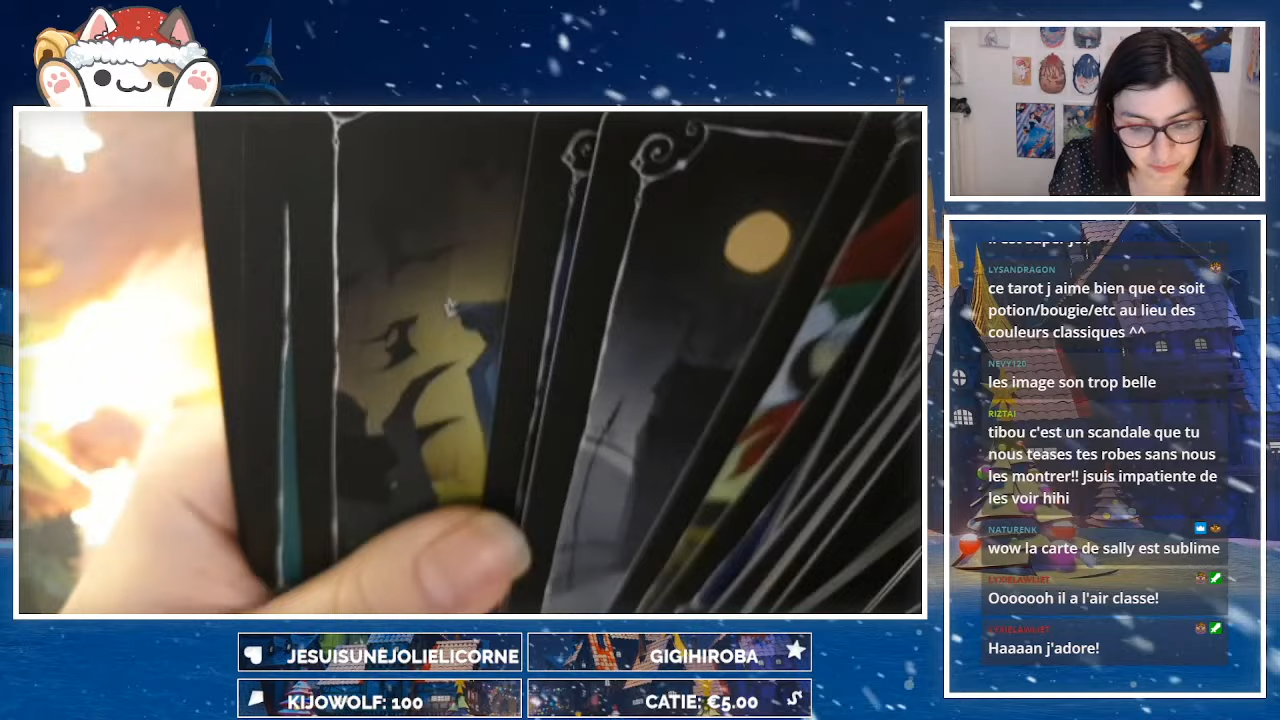 LYSANDRAGON
ce tarot j aime bien que ce soit
potion/bougie/etc au lieu des
couleurs classiques ^^
NEVY120
les image son trop belle
RIZTAI
tibou c'est un scandale que tu
nous teases tes robes sans nous
les montrer!! jsuis impatiente de
les voir hihi
NATURENK
wow la carte de sally est sublime
LYXIELAWLIET
Ooooooh il a l'air classe!
LYXIELAWLIET
Haaaan j'adore!
JESUISUNEJOLIELICORNE
GIGIHIROBA
KIJOWOLF: 100
CATIE: €5.00